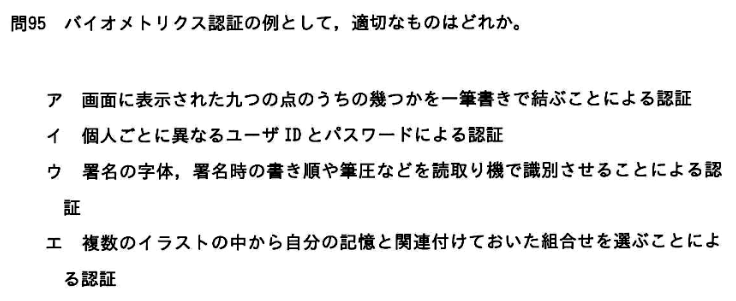 問95　バイオメトリクス認証の例として，適切なものはどれか。
ア　画面に表示された九つの点のうちの幾つかを一筆書きで結ぶことによる認証
イ　個人ごとに異なるユーザ ID とパスワードによる認証
ウ　署名の字体，署名時の書き順や筆圧などを読取り機で識別させることによる認
証
エ　複数のイラストの中から自分の記憶と関連付けておいた組合せを選ぶことによ
る認証